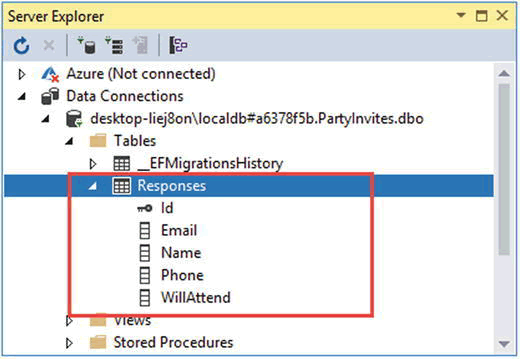 Server Explorer
Azure (Not connected)
Data Connections
desktop-liej8on\localdb#a6378f5b.PartyInvites.dbo
Tables
__EFMigrationsHistory
Responses
Id
Email
Name
Phone
WillAttend
Views
Stored Procedures